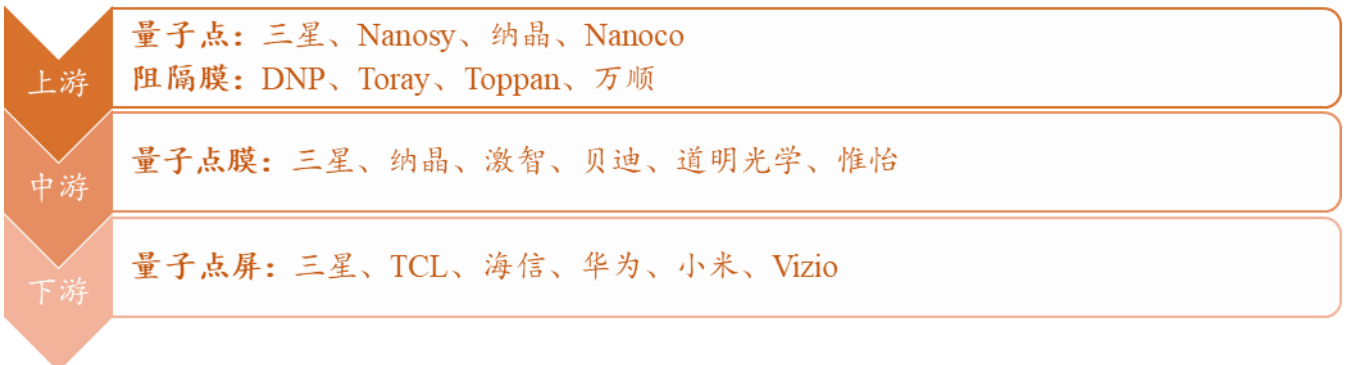 上游
量子点：三星、Nanosy、纳晶、Nanoco
阻隔膜：DNP、Toray、Toppan、万顺
中游
量子点膜：三星、纳晶、激智、贝迪、道明光学、惟怡
下游
量子点屏：三星、TCL、海信、华为、小米、Vizio